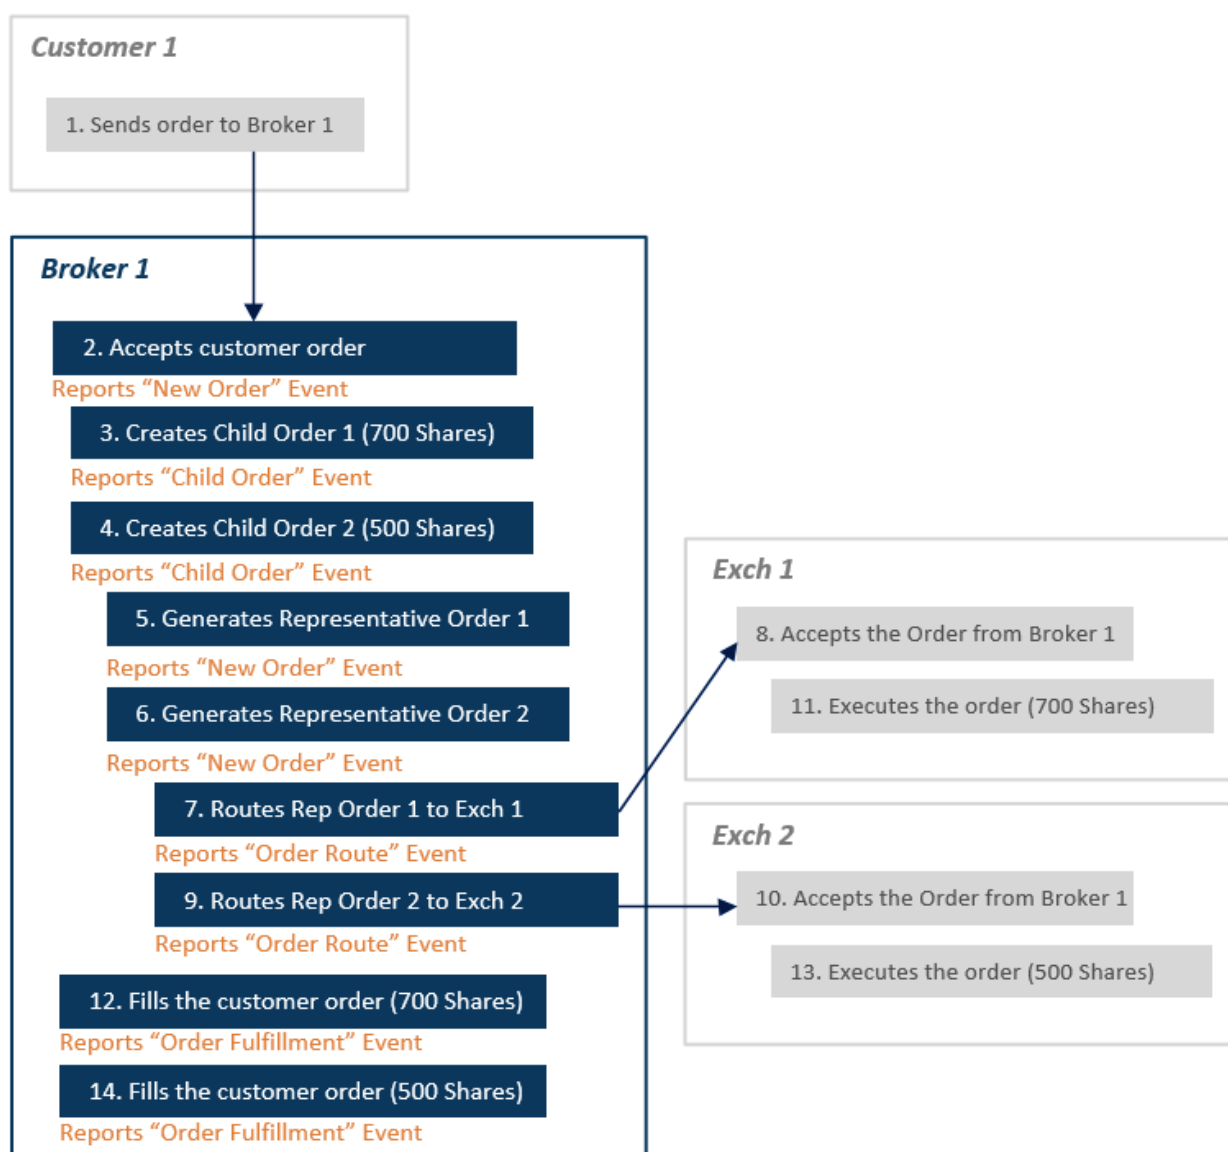 Customer 1
1. Sends order to Broker 1
Broker 1
2. Accepts customer order
Reports “New Order” Event
3. Creates Child Order 1 (700 Shares)
Reports “Child Order” Event
4. Creates Child Order 2 (500 Shares)
Reports “Child Order” Event
5. Generates Representative Order 1
Reports “New Order” Event
6. Generates Representative Order 2
Reports “New Order” Event
7. Routes Rep Order 1 to Exch 1
Reports “Order Route” Event
9. Routes Rep Order 2 to Exch 2
Reports “Order Route” Event
12. Fills the customer order (700 Shares)
Reports “Order Fulfillment” Event
14. Fills the customer order (500 Shares)
Reports “Order Fulfillment” Event
Exch 1
8. Accepts the Order from Broker 1
11. Executes the order (700 Shares)
Exch 2
10. Accepts the Order from Broker 1
13. Executes the order (500 Shares)